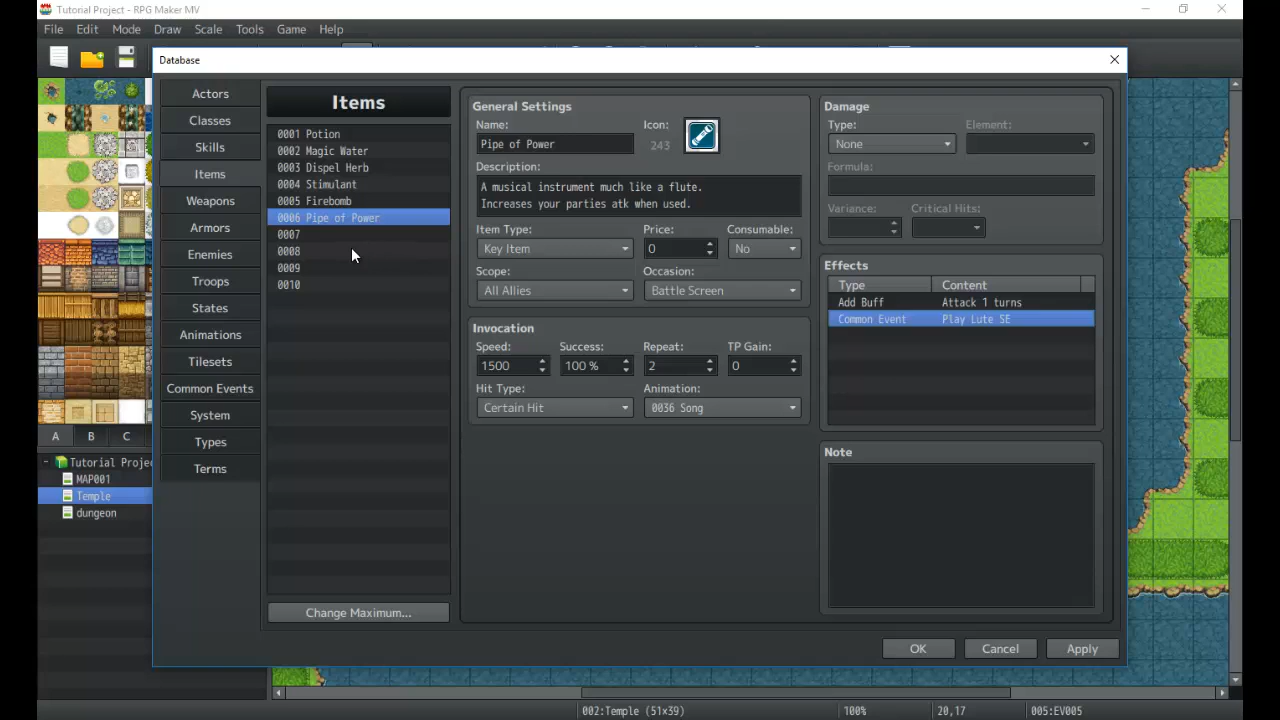 Tutorial Project - RPG Maker MV
File Edit Mode Draw Scale Tools Game Help
Database
Actors
Classes
Skills
Items
Weapons
Armors
Enemies
Troops
States
Animations
Tilesets
Common Events
System
Types
Terms
Items
0001 Potion
0002 Magic Water
0003 Dispel Herb
0004 Stimulant
0005 Firebomb
0006 Pipe of Power
0007
0008
0009
0010
Change Maximum...
General Settings
Name: Icon:
Pipe of Power 243
Description:
A musical instrument much like a flute.
Increases your parties atk when used.
Item Type: Price: Consumable:
Key Item 0 No
Scope: Occasion:
All Allies Battle Screen
Invocation
Speed: Success: Repeat: TP Gain:
1500 100 % 2 0
Hit Type: Animation:
Certain Hit 0036 Song
Damage
Type: Element:
None
Formula:
Variance: Critical Hits:
Effects
Type Content
Add Buff Attack 1 turns
Common Event Play Lute SE
Note
OK Cancel Apply
A B C
Tutorial Projec
MAP001
Temple
dungeon
002:Temple (51x39) 100% 20,17 005:EV005